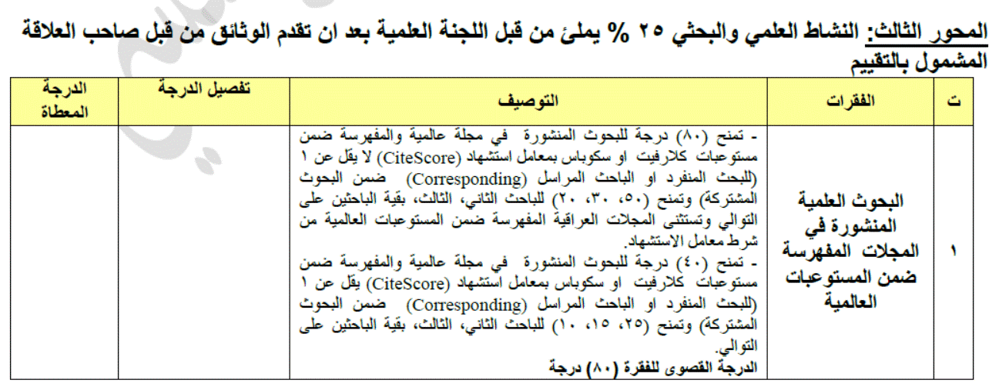 المحور الثالث: النشاط العلمي والبحثي ٢٥ % يملئ من قبل اللجنة العلمية بعد ان تقدم الوثائق من قبل صاحب العلاقة
المشمول بالتقييم
ت
الفقرات
التوصيف
تفصيل الدرجة
الدرجة
المعطاة
١
البحوث العلمية
المنشورة في
المجلات المفهرسة
ضمن المستوعبات
العالمية
- تمنح (٨٠) درجة للبحوث المنشورة في مجلة عالمية والمفهرسة ضمن
مستوعبات كلارفيت او سكوباس بمعامل استشهاد (CiteScore) لا يقل عن ١
(للبحث المنفرد او الباحث المراسل (Corresponding) ضمن البحوث
المشتركة) وتمنح (٥٠، ٣٠، ٢٠) للباحث الثاني، الثالث، بقية الباحثين على
التوالي وتستثنى المجلات العراقية المفهرسة ضمن المستوعبات العالمية من
شرط معامل الاستشهاد.
- تمنح (٤٠) درجة للبحوث المنشورة في مجلة عالمية والمفهرسة ضمن
مستوعبات كلارفيت او سكوباس بمعامل استشهاد (CiteScore) يقل عن ١
(للبحث المنفرد او الباحث المراسل (Corresponding) ضمن البحوث
المشتركة) وتمنح (٢٥، ١٥، ١٠) للباحث الثاني، الثالث، بقية الباحثين على
التوالي.
الدرجة القصوى للفقرة (٨٠) درجة